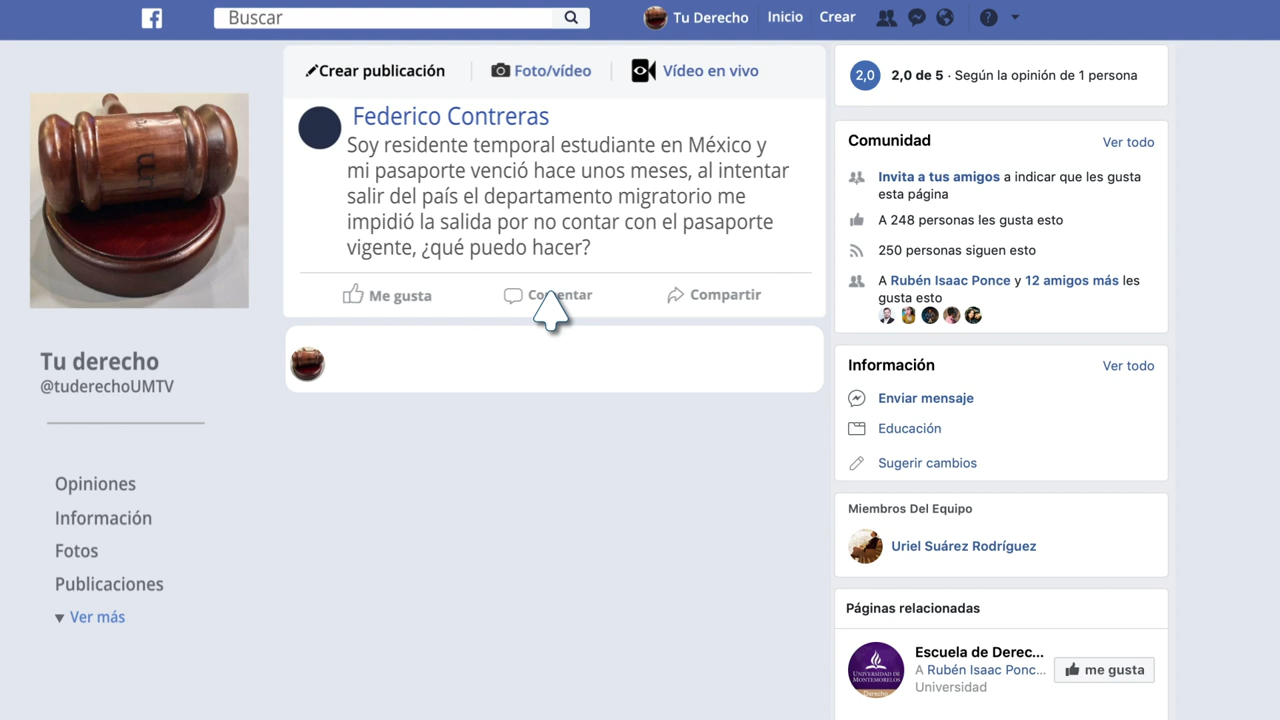 Buscar
Tu Derecho
Inicio
Crear
Crear publicación
Foto/vídeo
Vídeo en vivo
Federico Contreras
Soy residente temporal estudiante en México y
mi pasaporte venció hace unos meses, al intentar
salir del país el departamento migratorio me
impidió la salida por no contar con el pasaporte
vigente, ¿qué puedo hacer?
Me gusta
Comentar
Compartir
Tu derecho
@tuderechoUMTV
Opiniones
Información
Fotos
Publicaciones
Ver más
2,0
2,0 de 5 · Según la opinión de 1 persona
Comunidad
Ver todo
Invita a tus amigos a indicar que les gusta
esta página
A 248 personas les gusta esto
250 personas siguen esto
A Rubén Isaac Ponce y 12 amigos más les
gusta esto
Información
Ver todo
Enviar mensaje
Educación
Sugerir cambios
Miembros Del Equipo
Uriel Suárez Rodríguez
Páginas relacionadas
UNIVERSIDAD DE
MONTEMORELOS
Derecho
Escuela de Derec...
A Rubén Isaac Ponc...
Universidad
me gusta